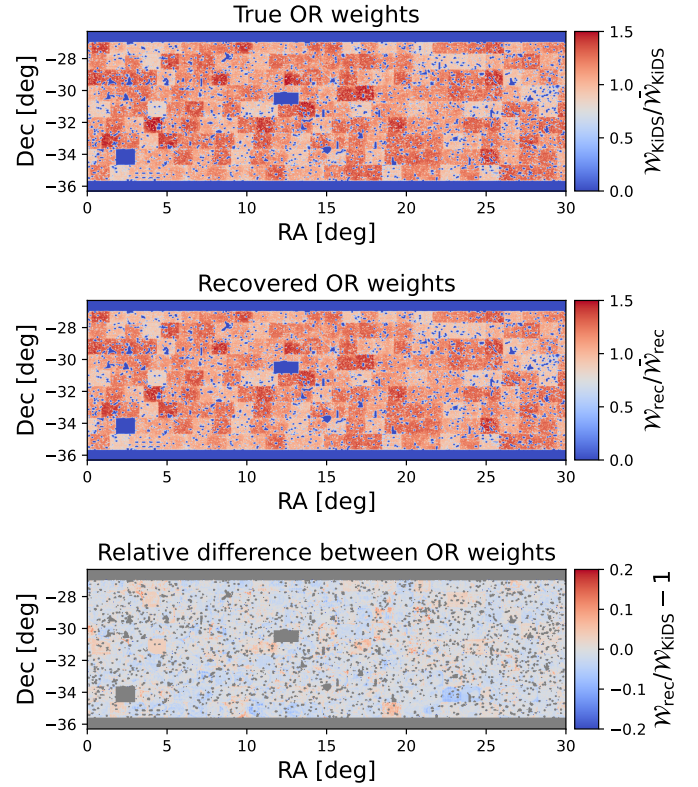 True OR weights
Dec [deg]
−28
−30
−32
−34
−36
0 5 10 15 20 25 30
RA [deg]
1.5
1.0
0.5
0.0
𝓌KiDS/𝓌̄KiDS
Recovered OR weights
Dec [deg]
−28
−30
−32
−34
−36
0 5 10 15 20 25 30
RA [deg]
1.5
1.0
0.5
0.0
𝓌rec/𝓌̄rec
Relative difference between OR weights
Dec [deg]
−28
−30
−32
−34
−36
0 5 10 15 20 25 30
RA [deg]
0.2
0.1
0.0
−0.1
−0.2
𝓌rec/𝓌KiDS − 1